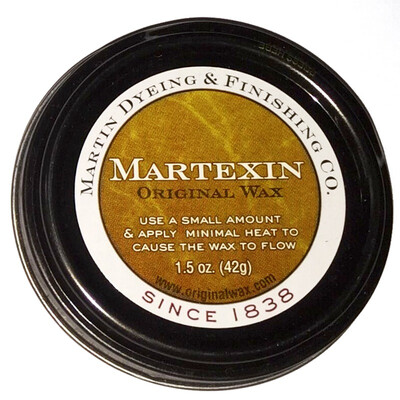 MARTIN DYEING & FINISHING CO.
MARTEXIN
ORIGINAL WAX
USE A SMALL AMOUNT
& APPLY MINIMAL HEAT TO
CAUSE THE WAX TO FLOW
1.5 oz. (42g)
www.originalwax.com
SINCE 1838